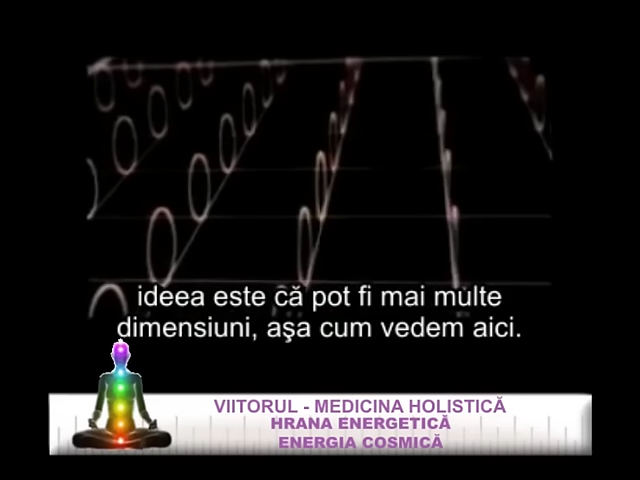 ideea este că pot fi mai multe
dimensiuni, aşa cum vedem aici.
VIITORUL - MEDICINA HOLISTICĂ
HRANA ENERGETICĂ
ENERGIA COSMICĂ